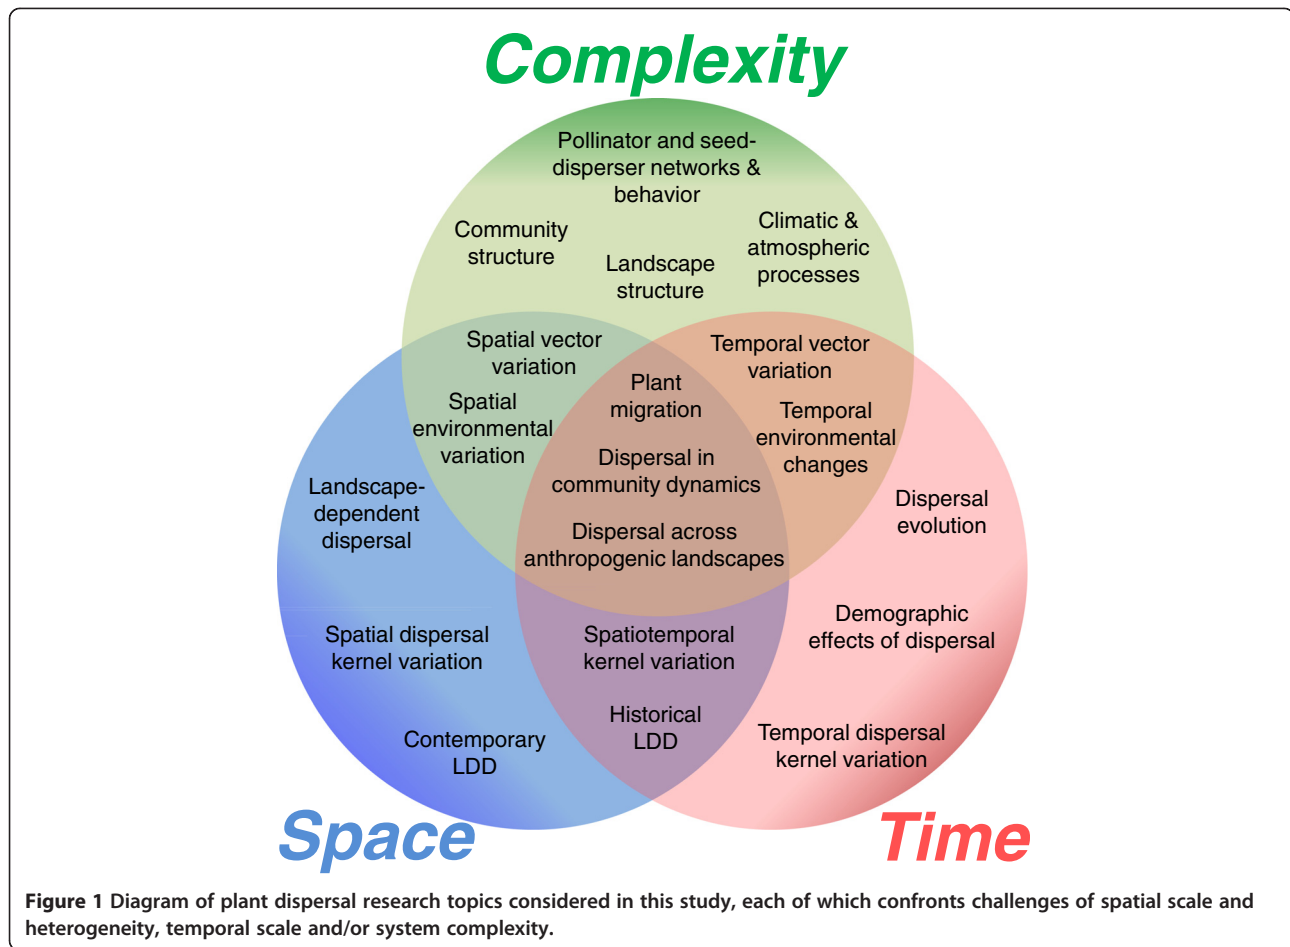 Complexity
Pollinator and seed-
disperser networks &
behavior
Community
structure
Landscape
structure
Climatic &
atmospheric
processes
Spatial vector
variation
Temporal vector
variation
Plant
migration
Spatial
environmental
variation
Temporal
environmental
changes
Dispersal in
community dynamics
Landscape-
dependent
dispersal
Dispersal
evolution
Dispersal across
anthropogenic landscapes
Spatial dispersal
kernel variation
Spatiotemporal
kernel variation
Demographic
effects of dispersal
Contemporary
LDD
Historical
LDD
Temporal dispersal
kernel variation
Space
Time
Figure 1 Diagram of plant dispersal research topics considered in this study, each of which confronts challenges of spatial scale and
heterogeneity, temporal scale and/or system complexity.